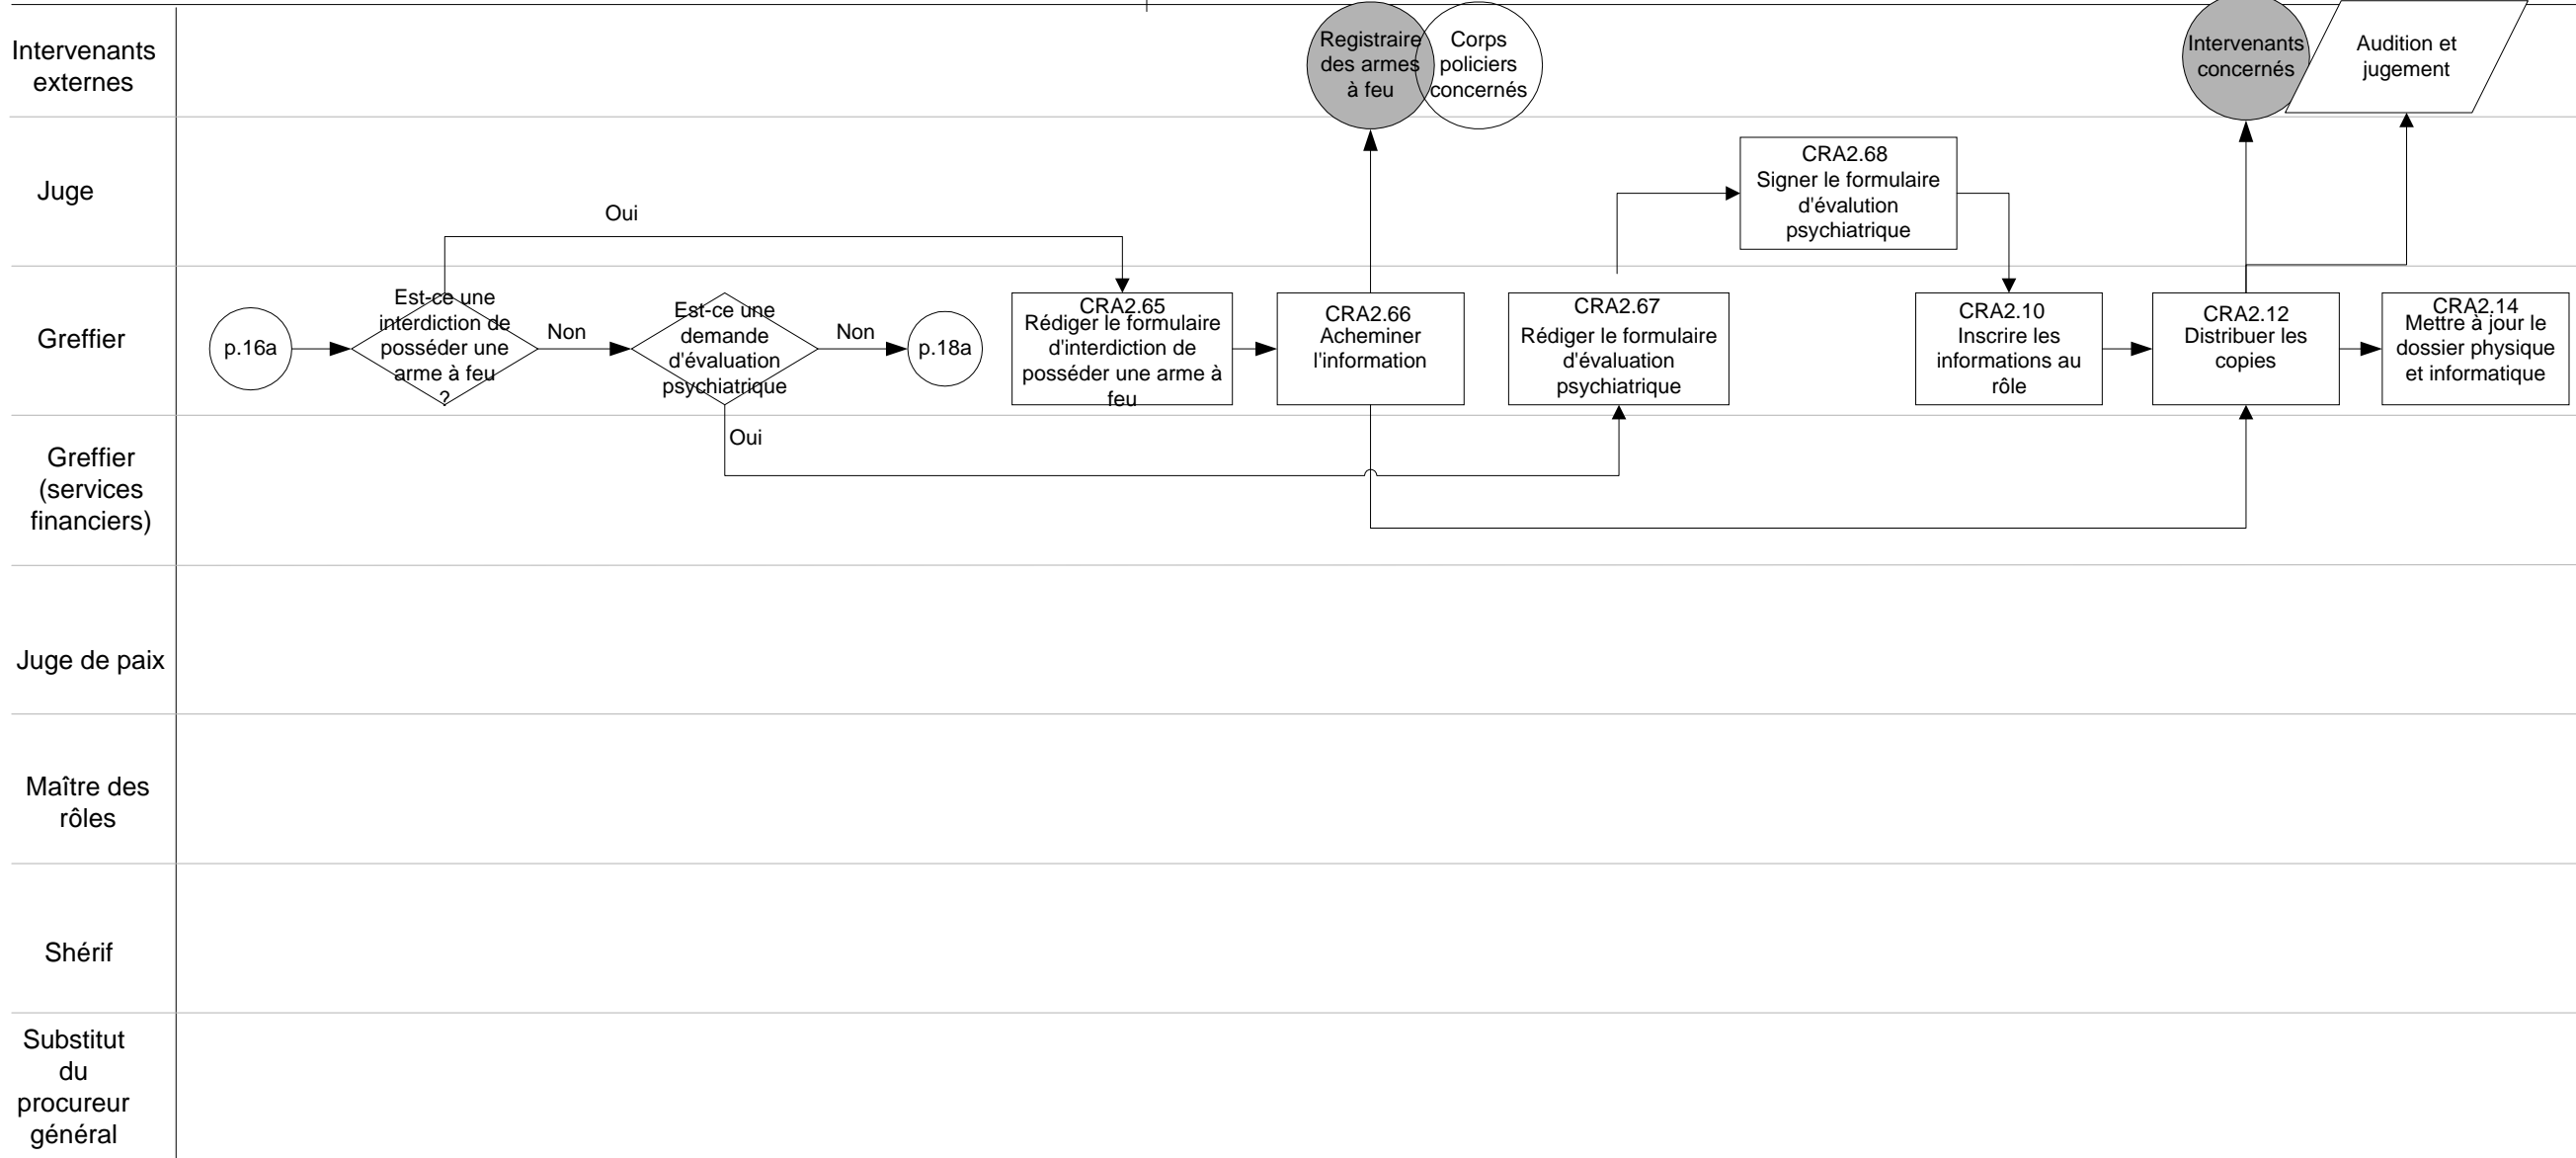 Intervenants
externes
Registraire
des armes
à feu
Corps
policiers
concernés
Intervenants
concernés
Audition et
jugement
Juge
Oui
CRA2.68
Signer le formulaire
d'évalution
psychiatrique
Greffier
p.16a
Est-ce une
interdiction de
posséder une
arme à feu
?
Non
Est-ce une
demande
d'évaluation
psychiatrique
Non
p.18a
CRA2.65
Rédiger le formulaire
d'interdiction de
posséder une arme à
feu
CRA2.66
Acheminer
l'information
CRA2.67
Rédiger le formulaire
d'évaluation
psychiatrique
CRA2.10
Inscrire les
informations au
rôle
CRA2.12
Distribuer les
copies
CRA2.14
Mettre à jour le
dossier physique
et informatique
Oui
Greffier
(services
financiers)
Juge de paix
Maître des
rôles
Shérif
Substitut
du
procureur
général